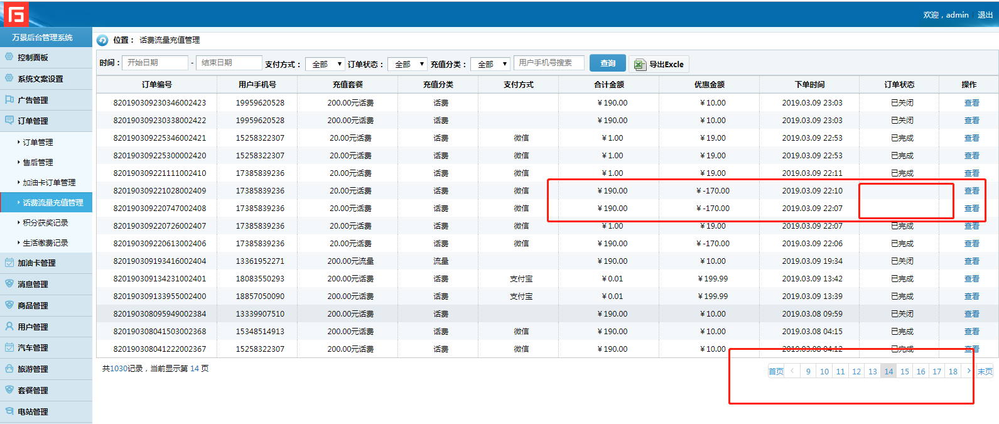 欢迎，admin 退出
万景后台管理系统
控制面板
系统文案设置
广告管理
订单管理
订单管理
售后管理
加油卡订单管理
话费流量充值管理
积分获奖记录
生活缴费记录
加油卡管理
消息管理
商品管理
用户管理
汽车管理
旅游管理
套餐管理
电站管理
位置： 话费流量充值管理
时间： 开始日期 - 结束日期 支付方式： 全部 订单状态： 全部 充值分类： 全部 用户手机号搜索 查询 导出Excle
订单编号 用户手机号 充值套餐 充值分类 支付方式 合计金额 优惠金额 下单时间 订单状态 操作
820190309230346002423 19959620528 200.00元话费 话费 ￥190.00 ￥10.00 2019.03.09 23:03 已关闭 查看
820190309230338002422 19959620528 200.00元话费 话费 ￥190.00 ￥10.00 2019.03.09 23:03 已关闭 查看
820190309225346002421 15258322307 20.00元话费 话费 微信 ￥1.00 ￥19.00 2019.03.09 22:53 已完成 查看
820190309225300002420 15258322307 20.00元话费 话费 微信 ￥1.00 ￥19.00 2019.03.09 22:53 已完成 查看
820190309221111002410 17385839236 20.00元话费 话费 微信 ￥1.00 ￥19.00 2019.03.09 22:11 已完成 查看
820190309221028002409 17385839236 20.00元话费 话费 微信 ￥190.00 ￥-170.00 2019.03.09 22:10 查看
820190309220747002408 17385839236 20.00元话费 话费 微信 ￥190.00 ￥-170.00 2019.03.09 22:07 查看
820190309220726002407 17385839236 20.00元话费 话费 微信 ￥1.00 ￥19.00 2019.03.09 22:07 已完成 查看
820190309220613002406 17385839236 20.00元话费 话费 微信 ￥190.00 ￥-170.00 2019.03.09 22:06 已完成 查看
820190309193416002404 13361952271 200.00元流量 流量 ￥190.00 ￥10.00 2019.03.09 19:34 已关闭 查看
820190309134231002401 18083550293 200.00元话费 话费 支付宝 ￥0.01 ￥199.99 2019.03.09 13:42 已完成 查看
820190309133955002400 18857050090 200.00元话费 话费 支付宝 ￥0.01 ￥199.99 2019.03.09 13:39 已完成 查看
820190308095949002384 13339907510 200.00元话费 话费 ￥190.00 ￥10.00 2019.03.08 09:59 已关闭 查看
820190308041503002368 15348514913 200.00元话费 话费 微信 ￥190.00 ￥10.00 2019.03.08 04:15 已完成 查看
820190308041222002367 15258322307 200.00元话费 话费 微信 ￥190.00 ￥10.00 2019.03.08 04:12 已完成 查看
共1030记录，当前显示第 14 页
首页 < 9 10 11 12 13 14 15 16 17 18 > 末页